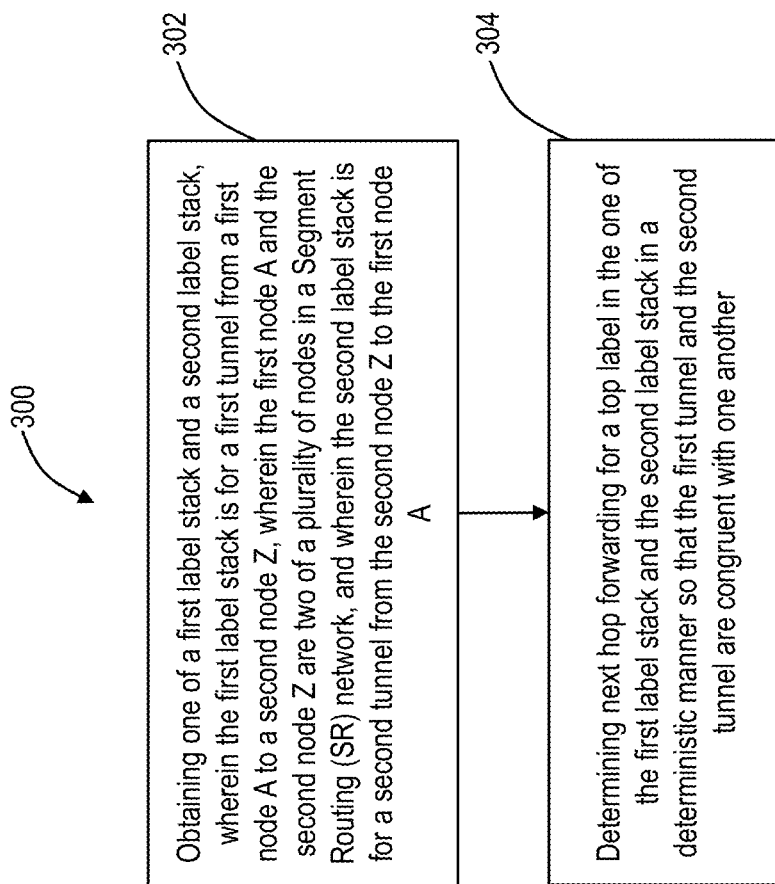 300
302
Obtaining one of a first label stack and a second label stack,
wherein the first label stack is for a first tunnel from a first
node A to a second node Z, wherein the first node A and the
second node Z are two of a plurality of nodes in a Segment
Routing (SR) network, and wherein the second label stack is
for a second tunnel from the second node Z to the first node
A
304
Determining next hop forwarding for a top label in the one of
the first label stack and the second label stack in a
deterministic manner so that the first tunnel and the second
tunnel are congruent with one another